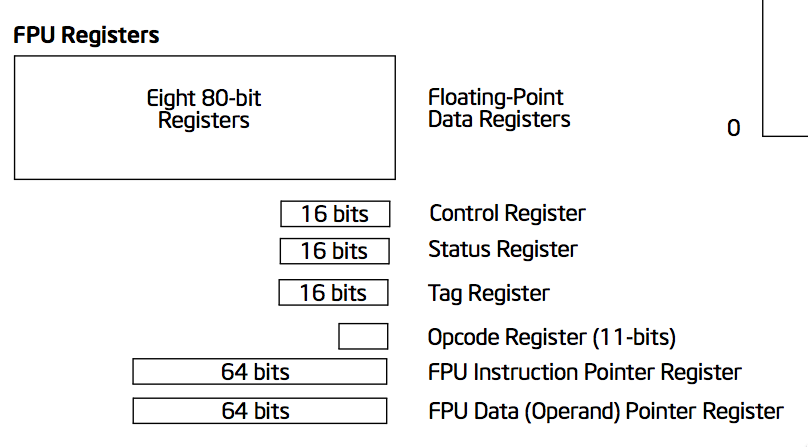 FPU Registers
Eight 80-bit
Registers
Floating-Point
Data Registers
0
16 bits
Control Register
16 bits
Status Register
16 bits
Tag Register
Opcode Register (11-bits)
64 bits
FPU Instruction Pointer Register
64 bits
FPU Data (Operand) Pointer Register